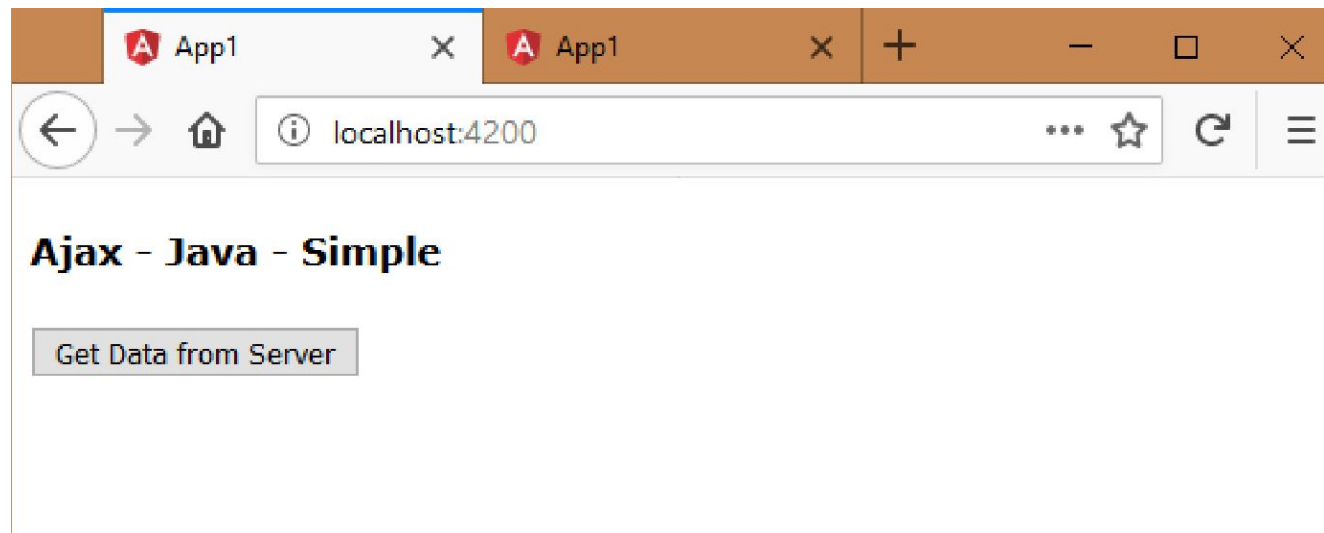 App1 App1
localhost:4200
Ajax - Java - Simple
Get Data from Server